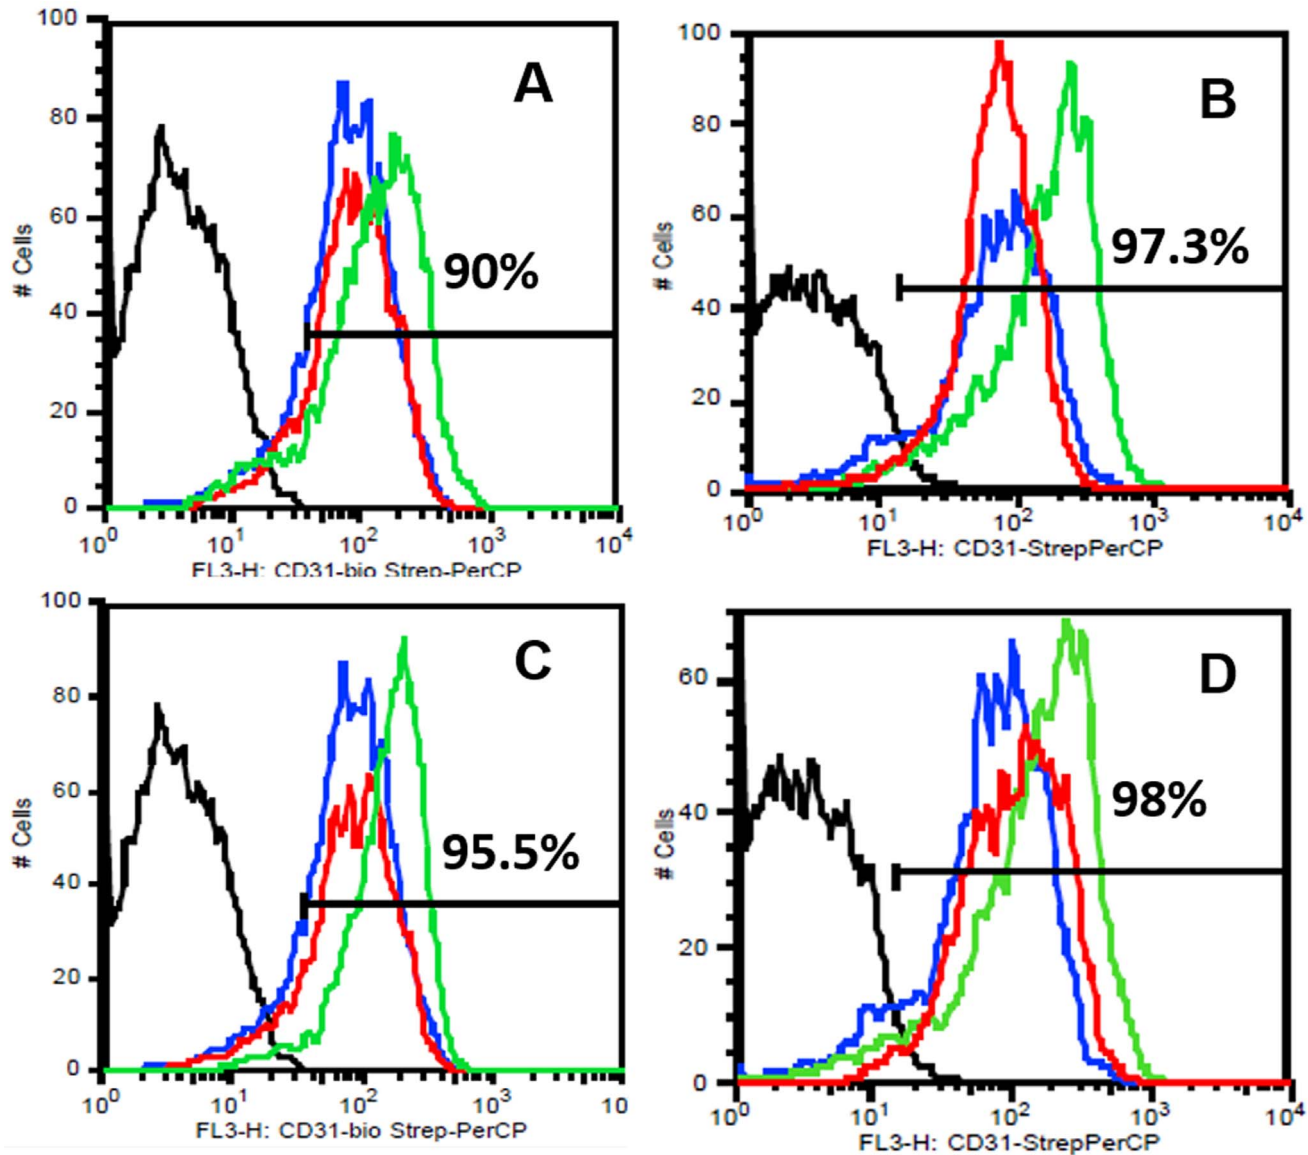 100
80
60
40
20
0
# Cells
A
90%
10^0 10^1 10^2 10^3 10^4
FL3-H: CD31-bio Strep-PerCP
100
80
60
40
20
0
# Cells
B
97.3%
10^0 10^1 10^2 10^3 10^4
FL3-H: CD31-StrepPerCP
100
80
60
40
20
0
# Cells
C
95.5%
10^0 10^1 10^2 10^3 10
FL3-H: CD31-bio Strep-PerCP
60
40
20
0
# Cells
D
98%
10^0 10^1 10^2 10^3 10^4
FL3-H: CD31-StrepPerCP